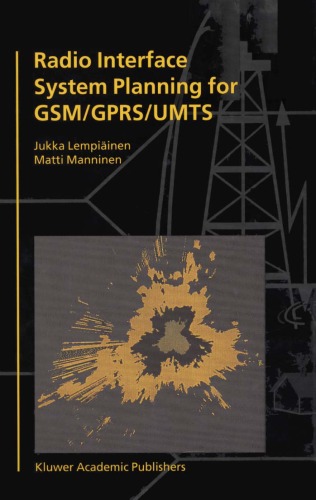 Radio Interface
System Planning for
GSM/GPRS/UMTS
Jukka Lempiäinen
Matti Manninen
Kluwer Academic Publishers